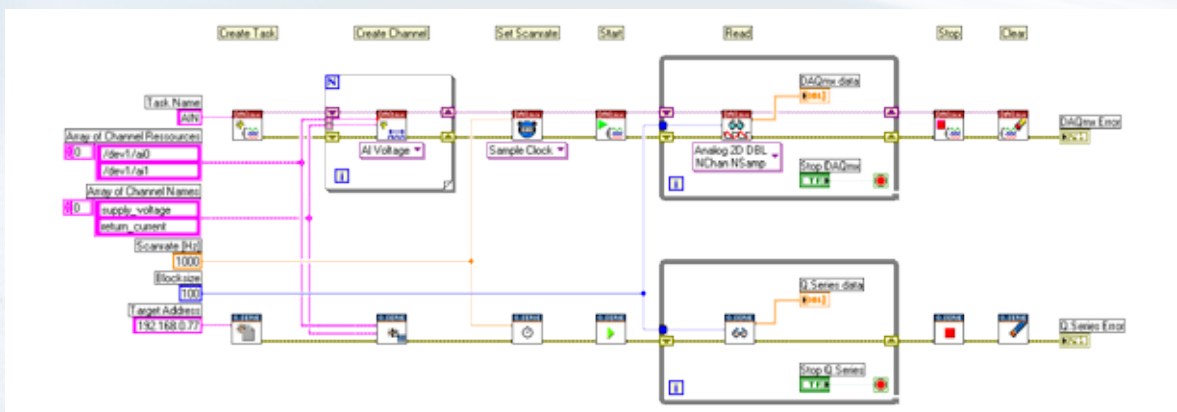 Create Task
Create Channel
Set Scanrate
Start
Read
Stop
Clear
N
DAQmx data
DBL
Task Name
AIN
DAQmx Error
Array of Channel Ressources
0
/dev1/ai0
/dev1/ai1
AI Voltage
Sample Clock
Analog 2D DBL
NChan NSamp
Stop DAQmx
TF
i
i
Array of Channel Names
0
supply_voltage
return_current
Scanrate [Hz]
1000
Blocksize
100
Target Address
192.168.0.77
Q.Series data
DBL
Q.Series Error
Stop Q.Series
TF
i